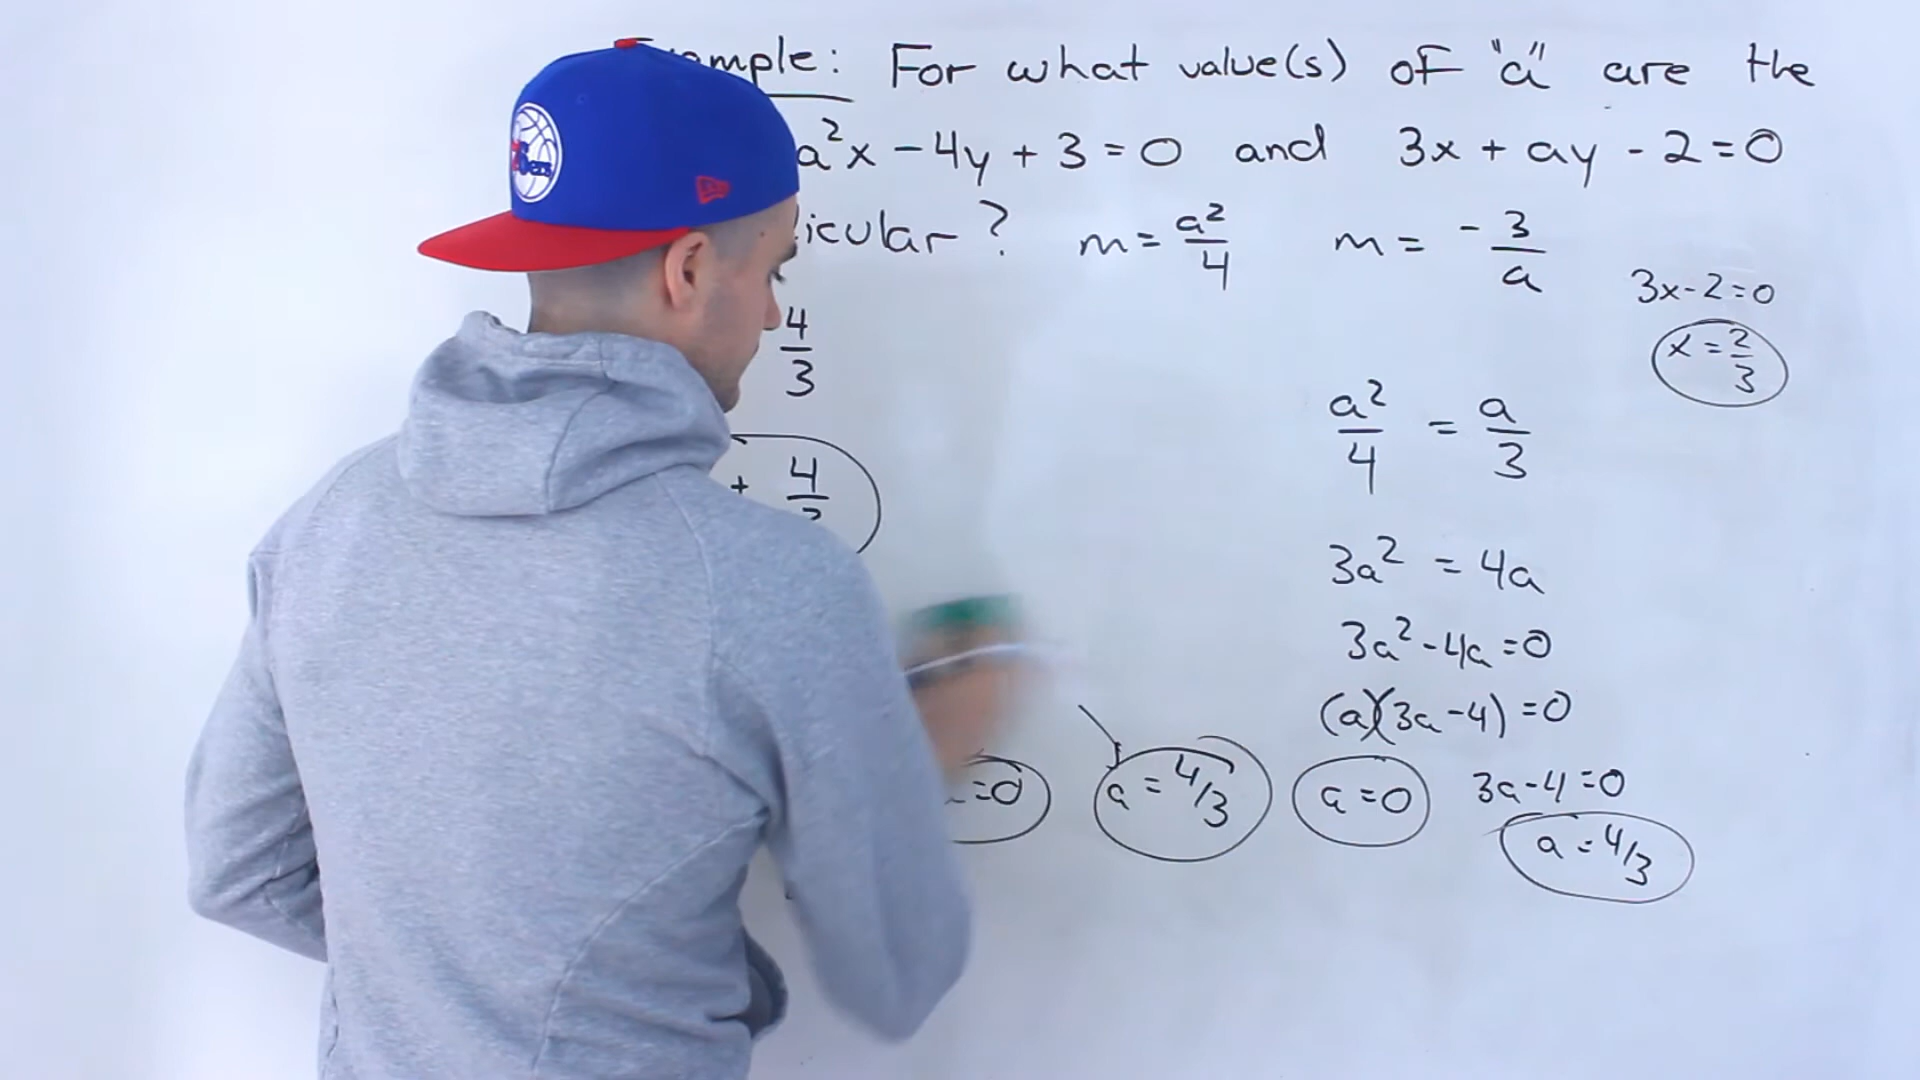 mple: For what value(s) of "a" are the
a²x - 4y + 3 = 0 and 3x + ay - 2 = 0
icular? m = a²/4 m = -3/a
3x-2=0
4/3
x = 2/3
a²/4 = a/3
+ 4/
3a² = 4a
3a²-4a=0
(a)(3a-4)=0
=0 a = 4/3 a=0 3a-4=0
a = 4/3
76ers